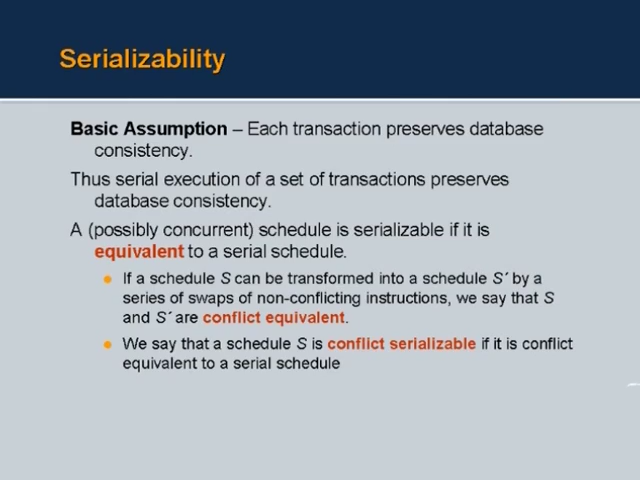 Serializability
Basic Assumption – Each transaction preserves database
consistency.
Thus serial execution of a set of transactions preserves
database consistency.
A (possibly concurrent) schedule is serializable if it is
equivalent to a serial schedule.
If a schedule S can be transformed into a schedule S´ by a
series of swaps of non-conflicting instructions, we say that S
and S´ are conflict equivalent.
We say that a schedule S is conflict serializable if it is conflict
equivalent to a serial schedule